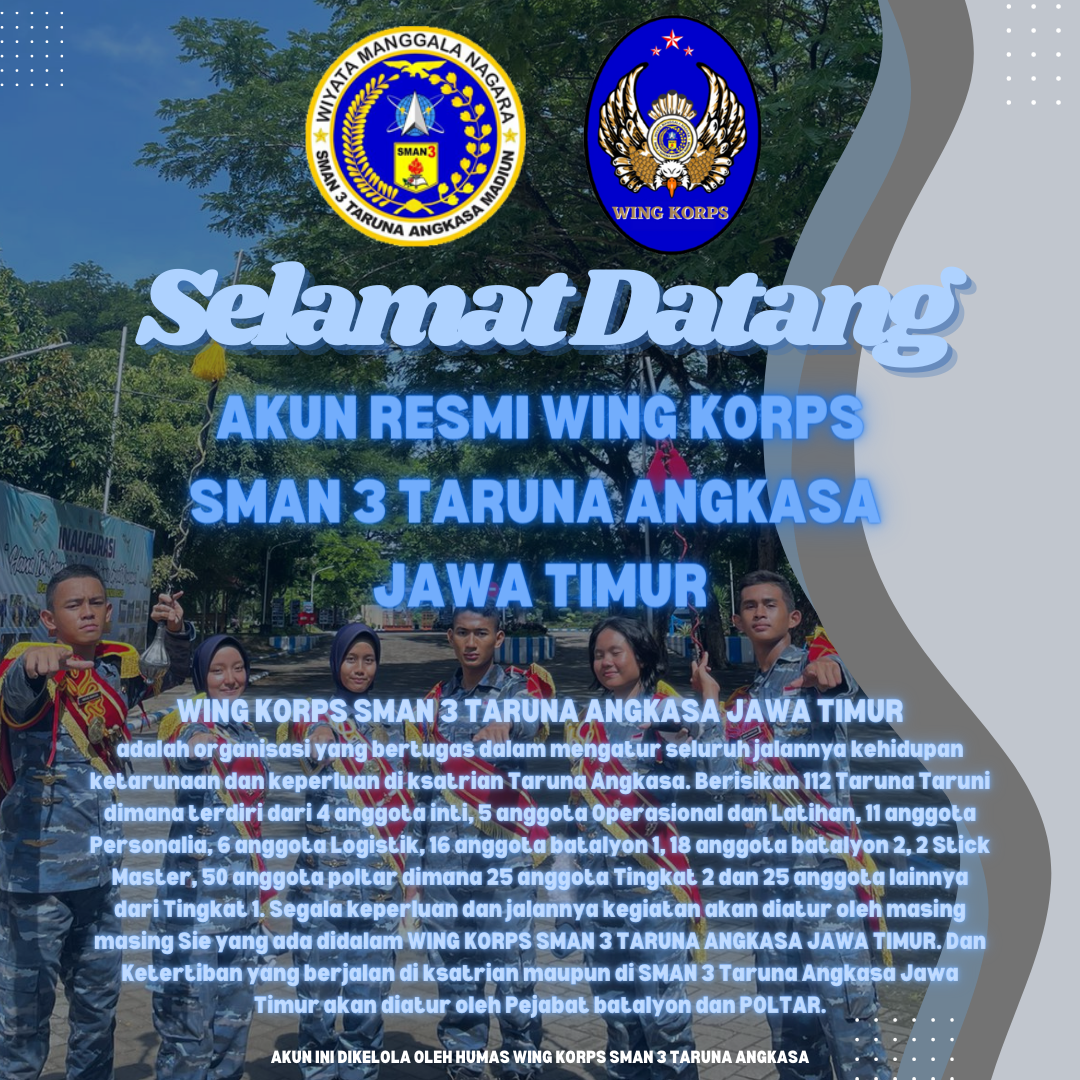 WIYATA MANGGALA NAGARA
SMAN 3
SMAN 3 TARUNA ANGKASA MADIUN
WING KORPS
Selamat Datang
AKUN RESMI WING KORPS
SMAN 3 TARUNA ANGKASA
JAWA TIMUR
INAUGURASI
WING KORPS SMAN 3 TARUNA ANGKASA JAWA TIMUR
adalah organisasi yang bertugas dalam mengatur seluruh jalannya kehidupan
ketarunaan dan keperluan di ksatrian Taruna Angkasa. Berisikan 112 Taruna Taruni
dimana terdiri dari 4 anggota inti, 5 anggota Operasional dan Latihan, 11 anggota
Personalia, 6 anggota Logistik, 16 anggota batalyon 1, 18 anggota batalyon 2, 2 Stick
Master, 50 anggota poltar dimana 25 anggota Tingkat 2 dan 25 anggota lainnya
dari Tingkat 1. Segala keperluan dan jalannya kegiatan akan diatur oleh masing
masing Sie yang ada didalam WING KORPS SMAN 3 TARUNA ANGKASA JAWA TIMUR. Dan
Ketertiban yang berjalan di ksatrian maupun di SMAN 3 Taruna Angkasa Jawa
Timur akan diatur oleh Pejabat batalyon dan POLTAR.
AKUN INI DIKELOLA OLEH HUMAS WING KORPS SMAN 3 TARUNA ANGKASA